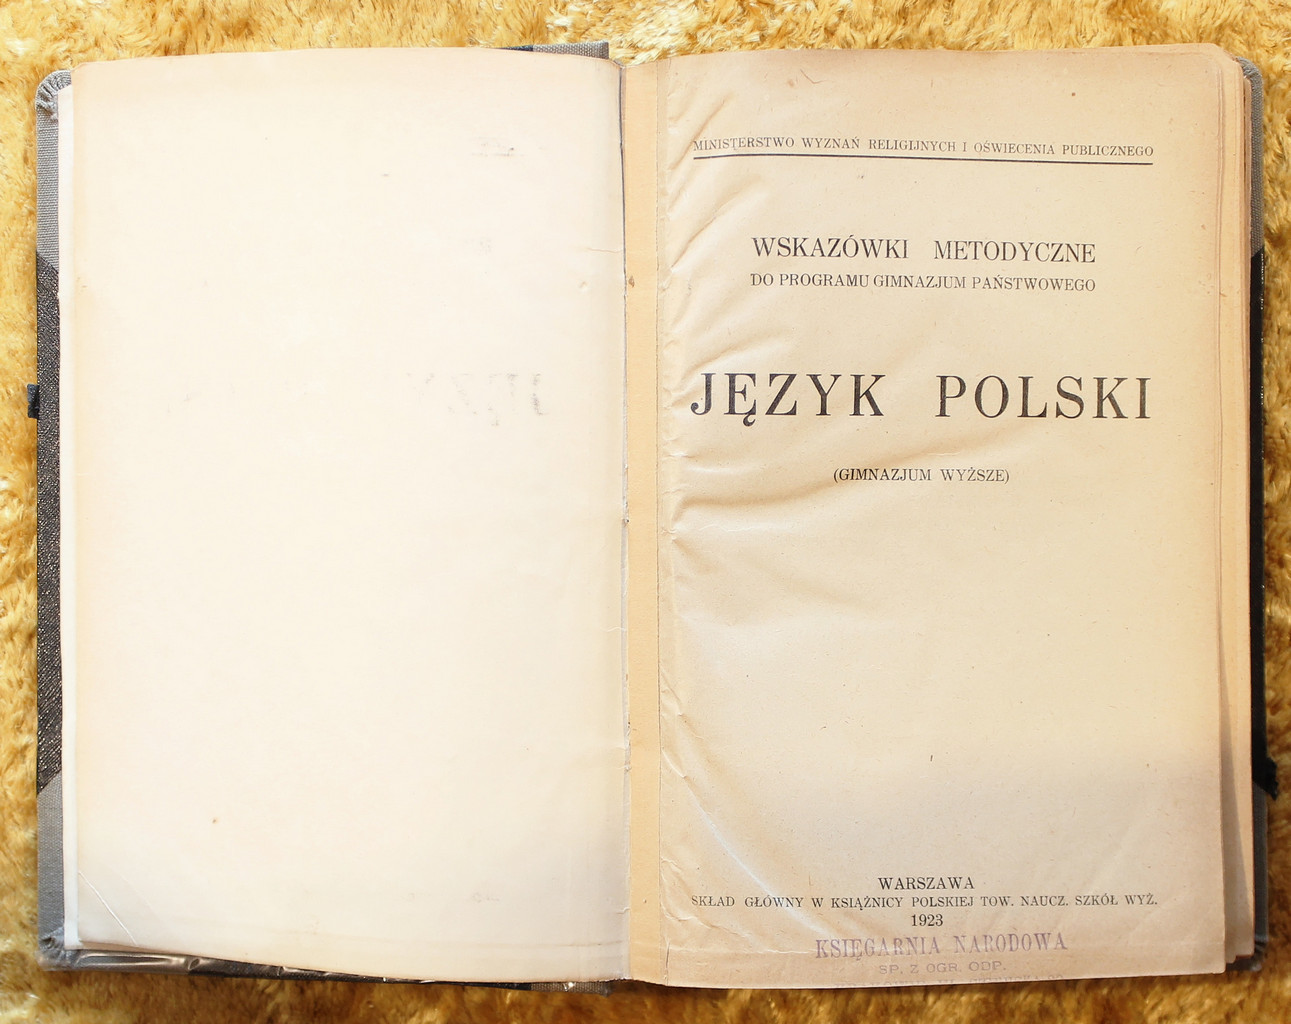 MINISTERSTWO WYZNAŃ RELIGIJNYCH I OŚWIECENIA PUBLICZNEGO
WSKAZÓWKI METODYCZNE
DO PROGRAMU GIMNAZJUM PAŃSTWOWEGO
JĘZYK POLSKI
(GIMNAZJUM WYŻSZE)
WARSZAWA
SKŁAD GŁÓWNY W KSIĄŻNICY POLSKIEJ TOW. NAUCZ. SZKÓŁ WYŻ.
1923
KSIĘGARNIA NARODOWA
SP. Z OGR. ODP.